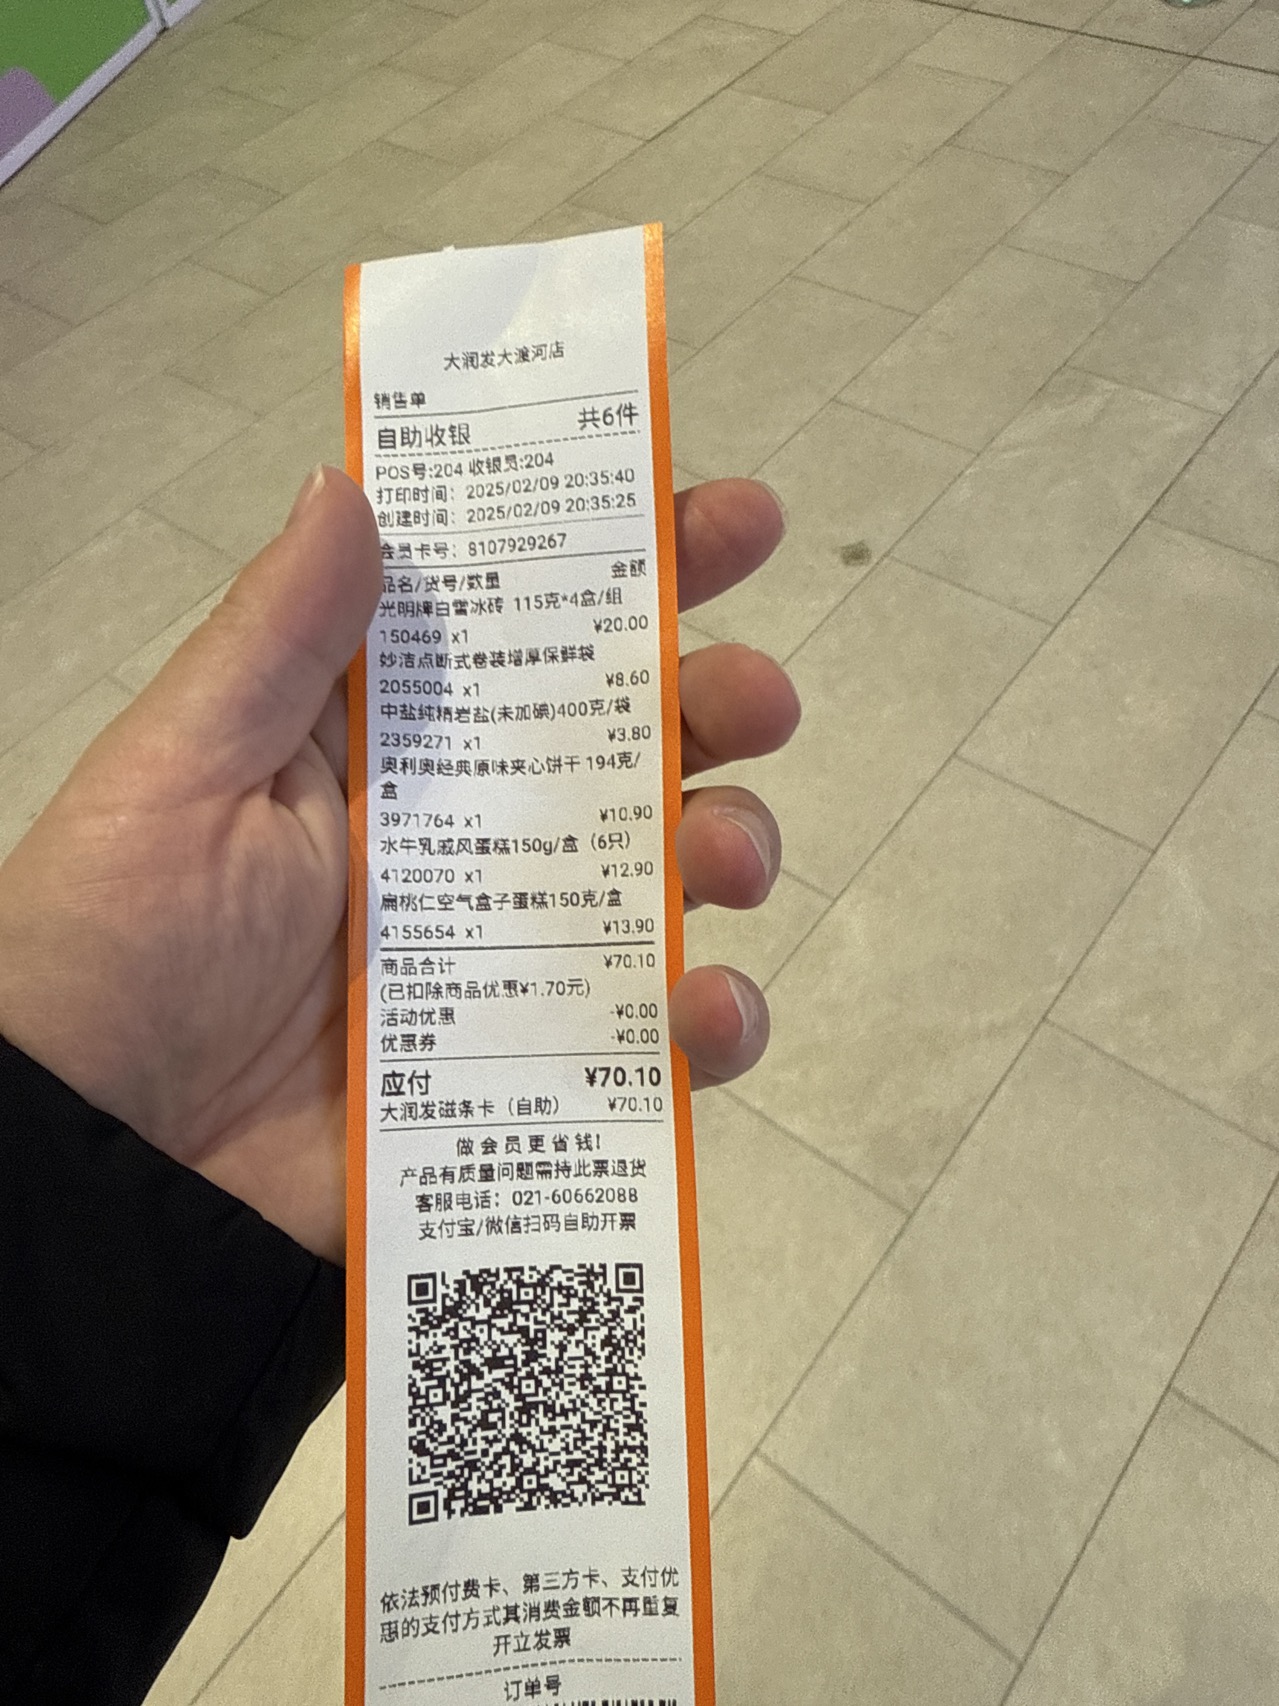 大润发大渡河店
销售单
自助收银 共6件
POS号:204 收银员:204
打印时间: 2025/02/09 20:35:40
创建时间: 2025/02/09 20:35:25
会员卡号: 8107929267
品名/货号/数量 金额
光明牌白雪冰砖 115克*4盒/组
150469 x1 ¥20.00
妙洁点断式卷装增厚保鲜袋
2055004 x1 ¥8.60
中盐纯精岩盐(未加碘)400克/袋
2359271 x1 ¥3.80
奥利奥经典原味夹心饼干 194克/
盒
3971764 x1 ¥10.90
水牛乳戚风蛋糕150g/盒（6只）
4120070 x1 ¥12.90
扁桃仁空气盒子蛋糕150克/盒
4155654 x1 ¥13.90
商品合计 ¥70.10
(已扣除商品优惠¥1.70元)
活动优惠 -¥0.00
优惠券 -¥0.00
应付 ¥70.10
大润发磁条卡（自助） ¥70.10
做会员更省钱!
产品有质量问题需持此票退货
客服电话: 021-60662088
支付宝/微信扫码自助开票
依法预付费卡、第三方卡、支付优
惠的支付方式其消费金额不再重复
开立发票
订单号